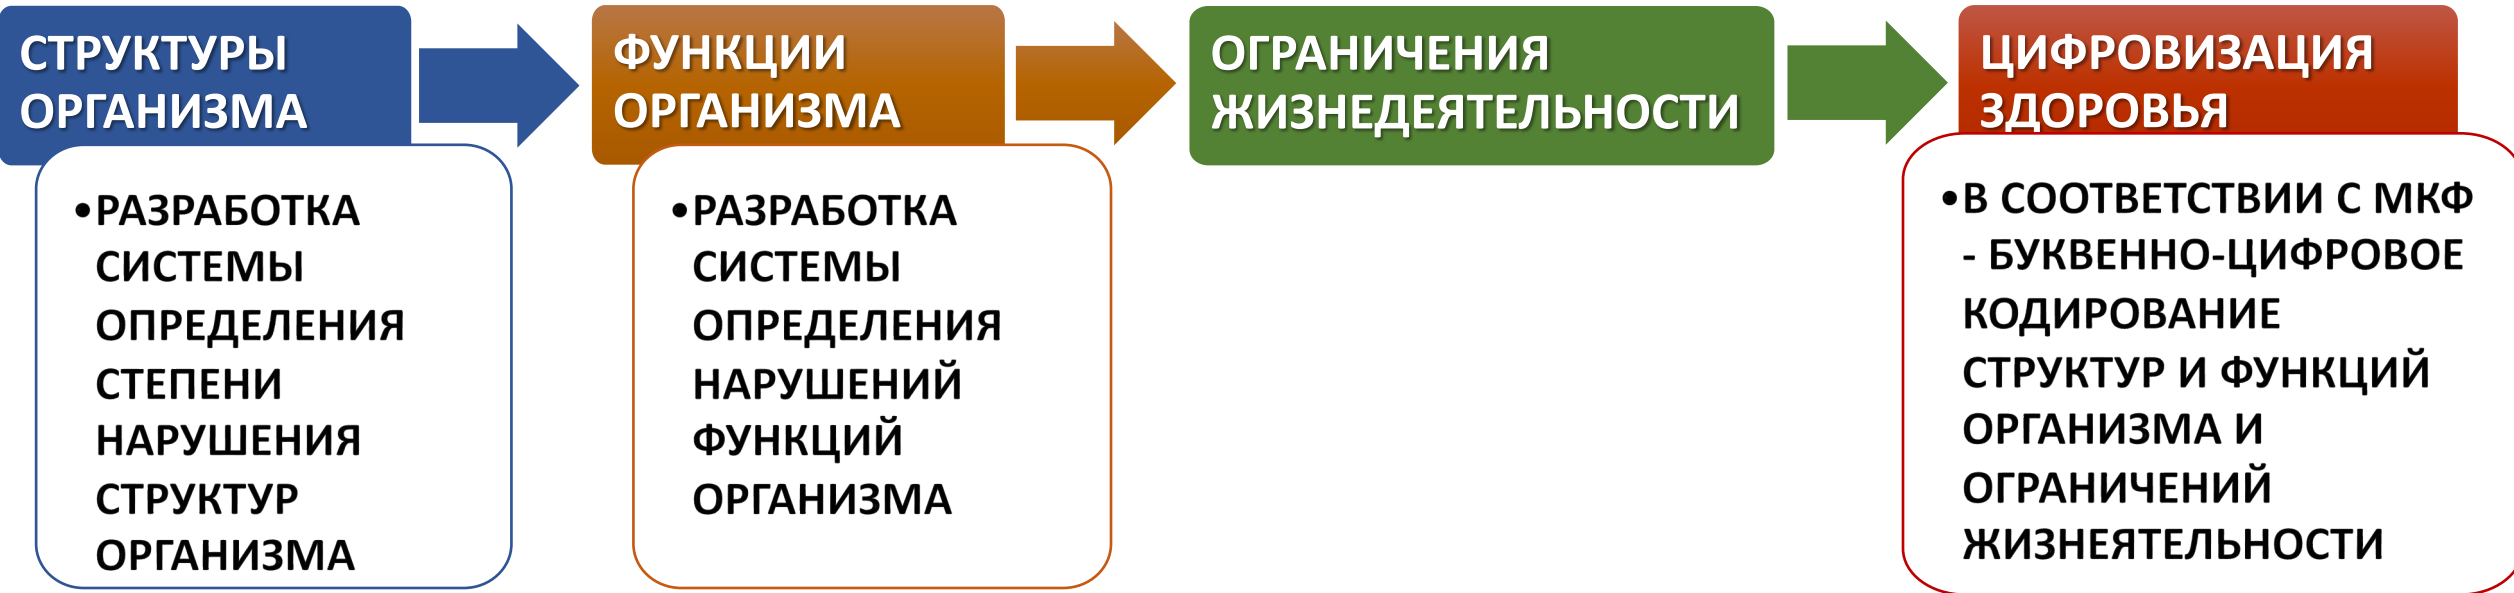 СТРУКТУРЫ
ОРГАНИЗМА
• РАЗРАБОТКА
СИСТЕМЫ
ОПРЕДЕЛЕНИЯ
СТЕПЕНИ
НАРУШЕНИЯ
СТРУКТУР
ОРГАНИЗМА
ФУНКЦИИ
ОРГАНИЗМА
• РАЗРАБОТКА
СИСТЕМЫ
ОПРЕДЕЛЕНИЯ
НАРУШЕНИЙ
ФУНКЦИЙ
ОРГАНИЗМА
ОГРАНИЧЕНИЯ
ЖИЗНЕДЕЯТЕЛЬНОСТИ
ЦИФРОВИЗАЦИЯ
ЗДОРОВЬЯ
• В СООТВЕТСТВИИ С МКФ
- БУКВЕННО-ЦИФРОВОЕ
КОДИРОВАНИЕ
СТРУКТУР И ФУНКЦИЙ
ОРГАНИЗМА И
ОГРАНИЧЕНИЙ
ЖИЗНЕЯТЕЛЬНОСТИ